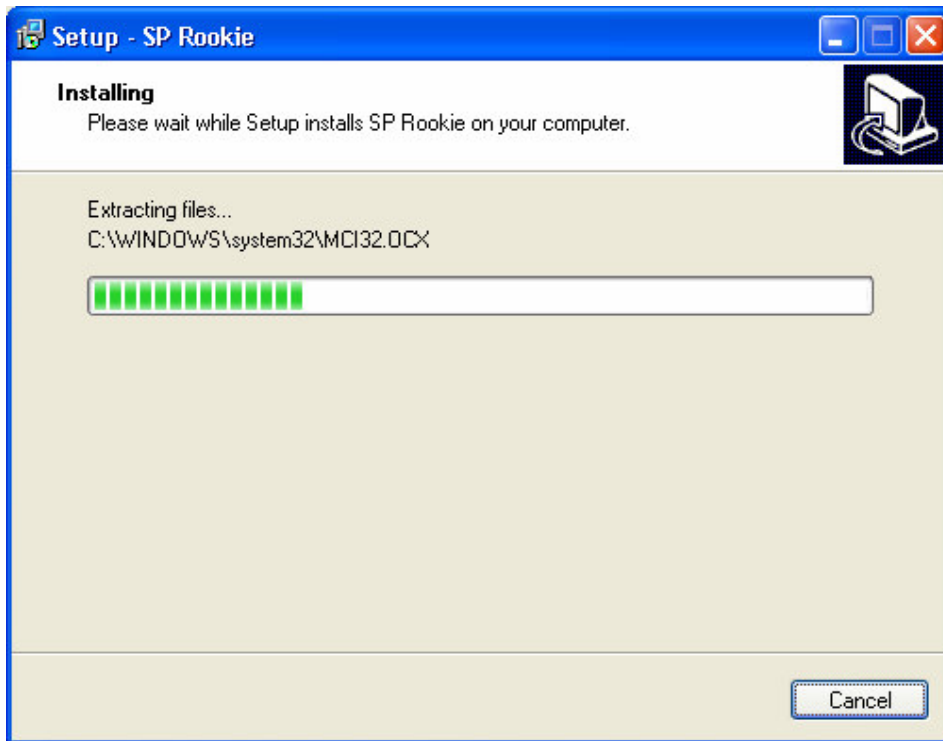 Setup - SP Rookie
Installing
Please wait while Setup installs SP Rookie on your computer.
Extracting files...
C:\WINDOWS\system32\MCI32.OCX
Cancel